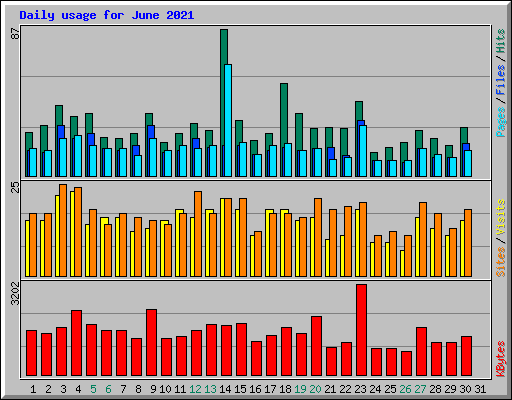 Daily usage for June 2021
87
Pages / Files / Hits
25
Sites / Visits
3202
KBytes
1 2 3 4 5 6 7 8 9 10 11 12 13 14 15 16 17 18 19 20 21 22 23 24 25 26 27 28 29 30 31